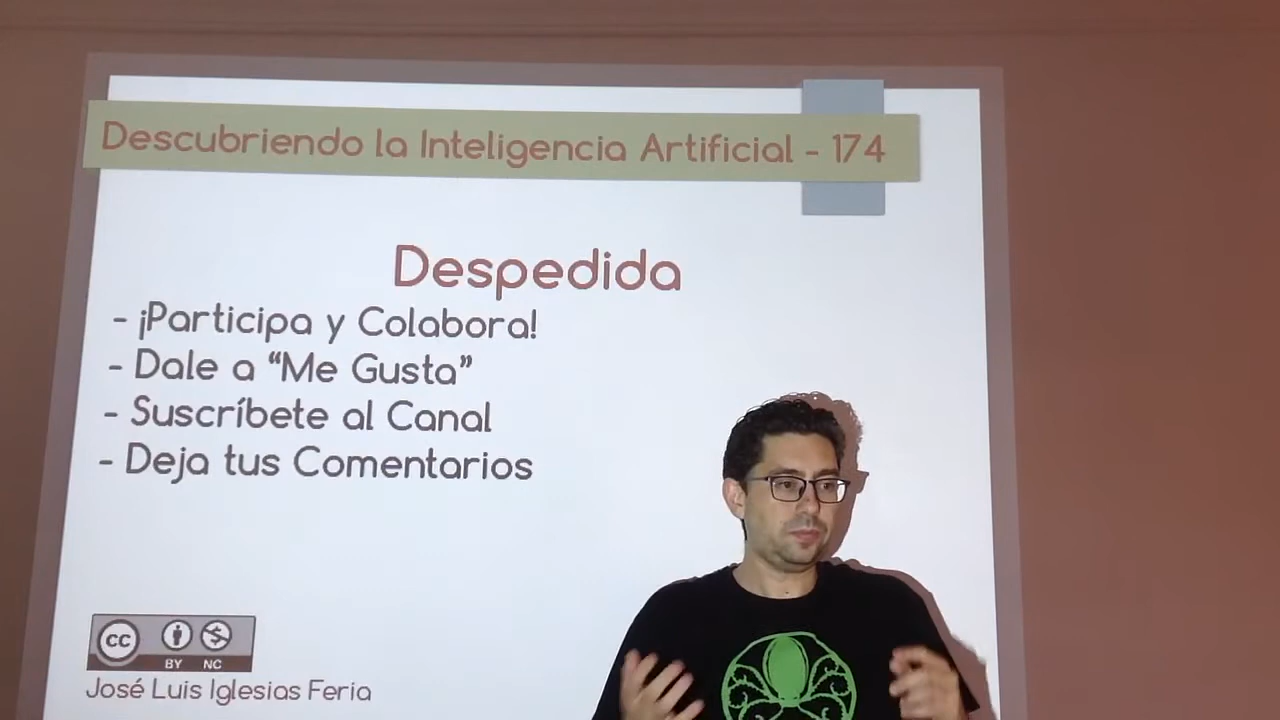 Descubriendo la Inteligencia Artificial - 174
Despedida
- ¡Participa y Colabora!
- Dale a “Me Gusta”
- Suscríbete al Canal
- Deja tus Comentarios
cc
BY NC
José Luis Iglesias Feria